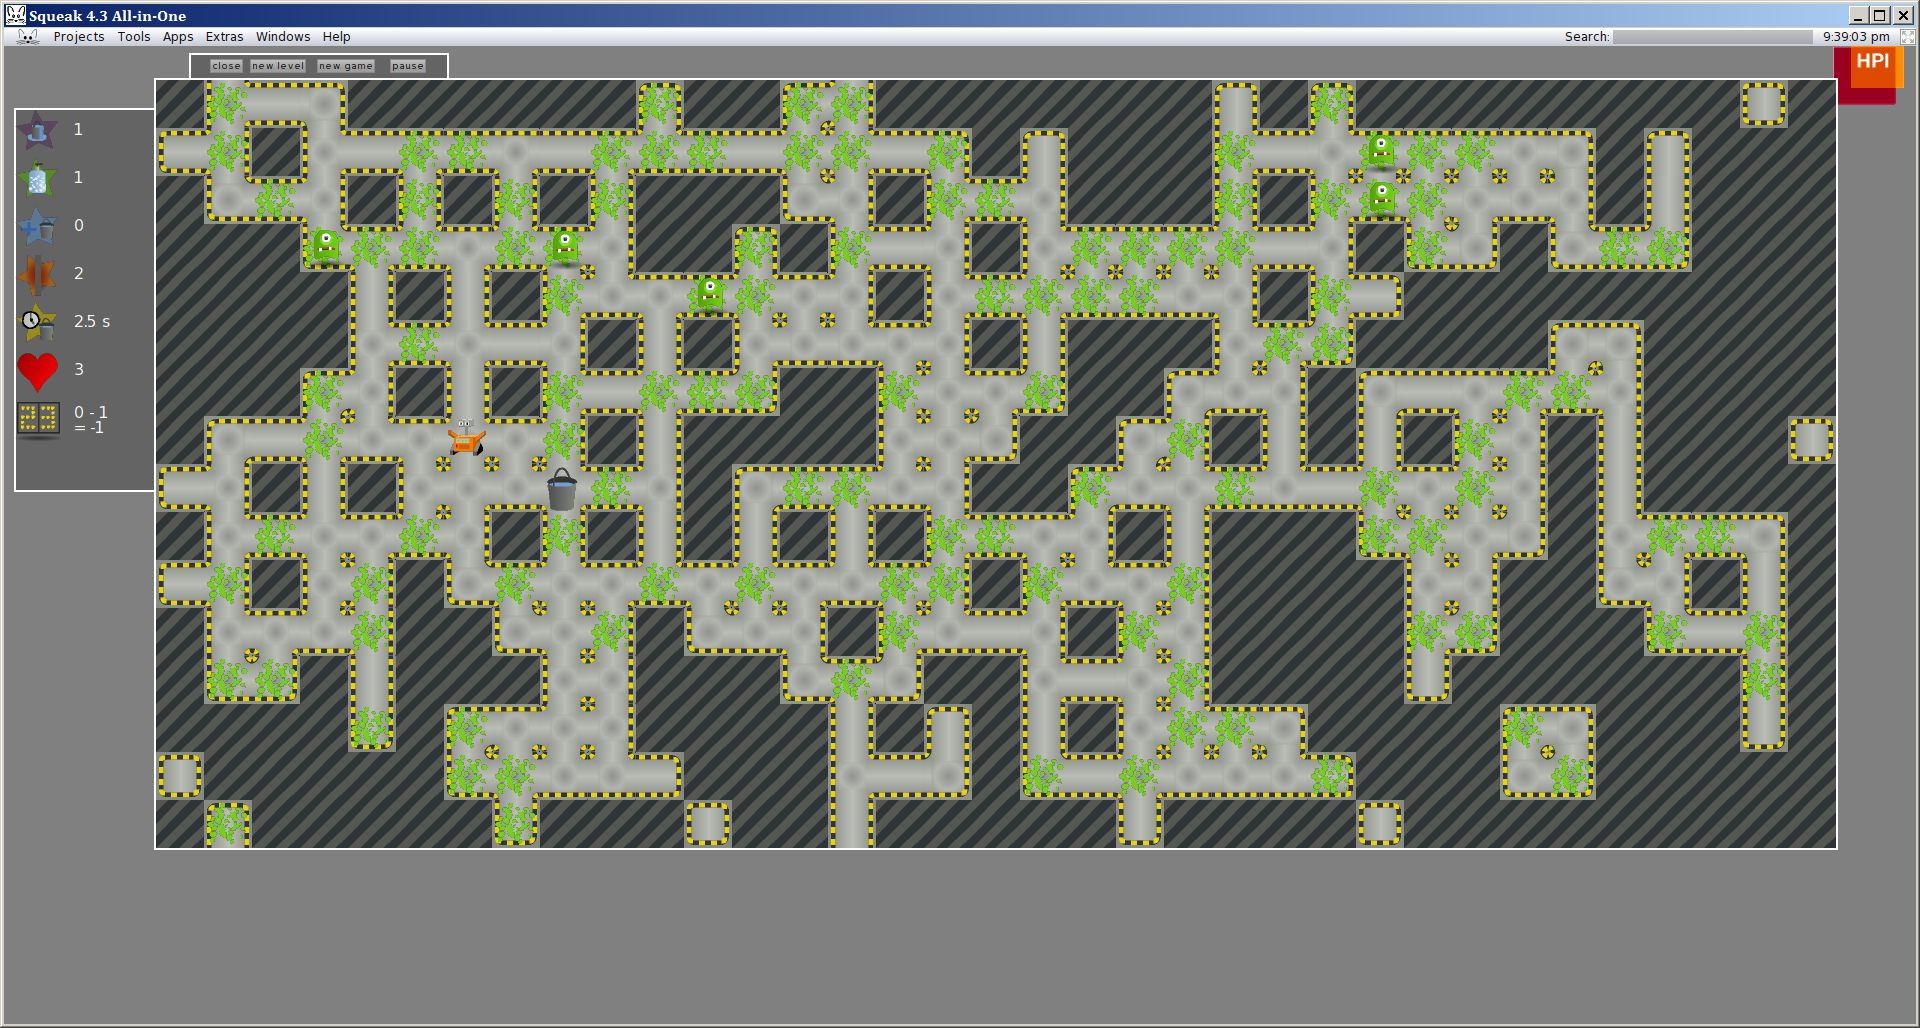 Squeak 4.3 All-in-One
Projects Tools Apps Extras Windows Help Search: 9:39:03 pm
HPI
close new level new game pause
1
1
0
2
2.5 s
3
0 - 1
= -1